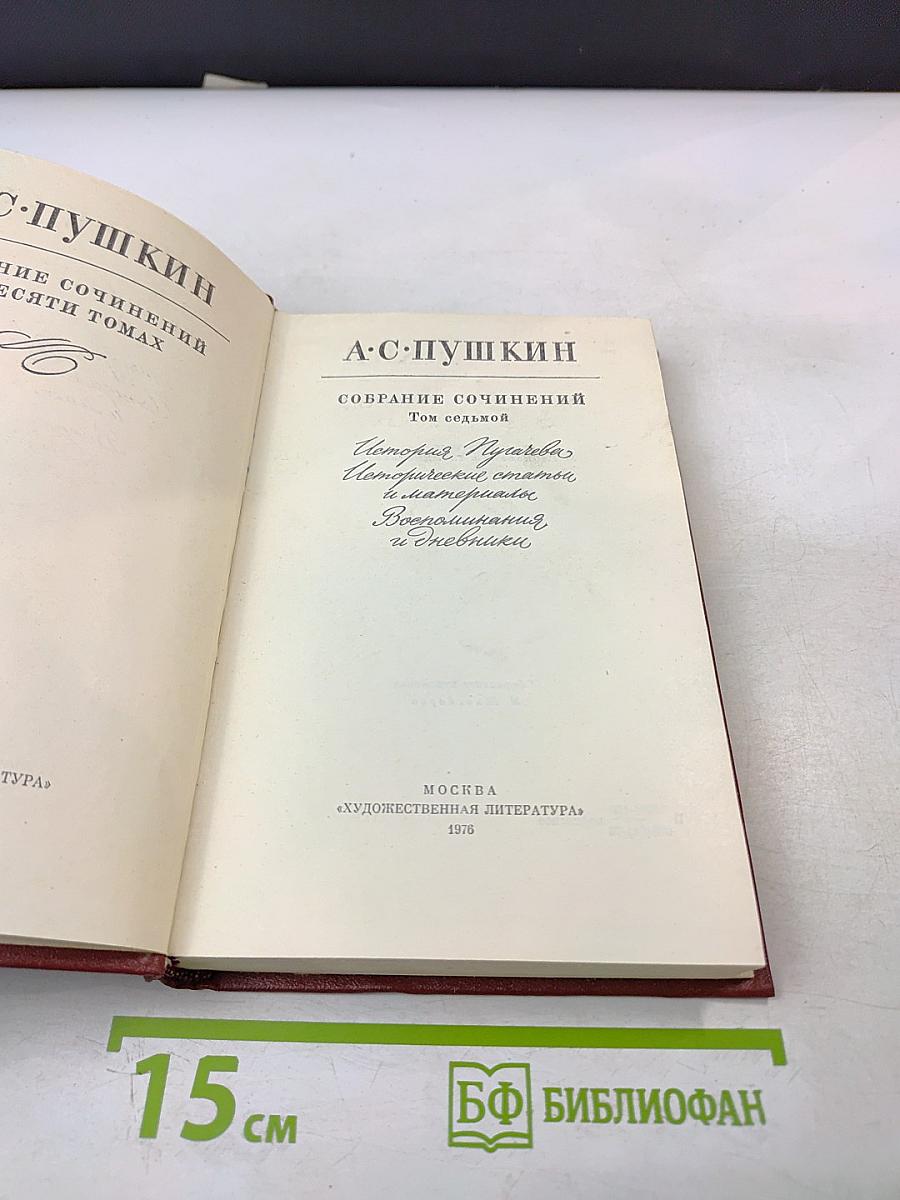 С·ПУШКИН
НИЕ СОЧИНЕНИЙ
ЕСЯТИ ТОМАХ
ТУРА»
А·С·ПУШКИН
СОБРАНИЕ СОЧИНЕНИЙ
Том седьмой
История Пугачева
Исторические статьи
и материалы
Воспоминания
и дневники
МОСКВА
«ХУДОЖЕСТВЕННАЯ ЛИТЕРАТУРА»
1976
15 см
БФ БИБЛИОФАН